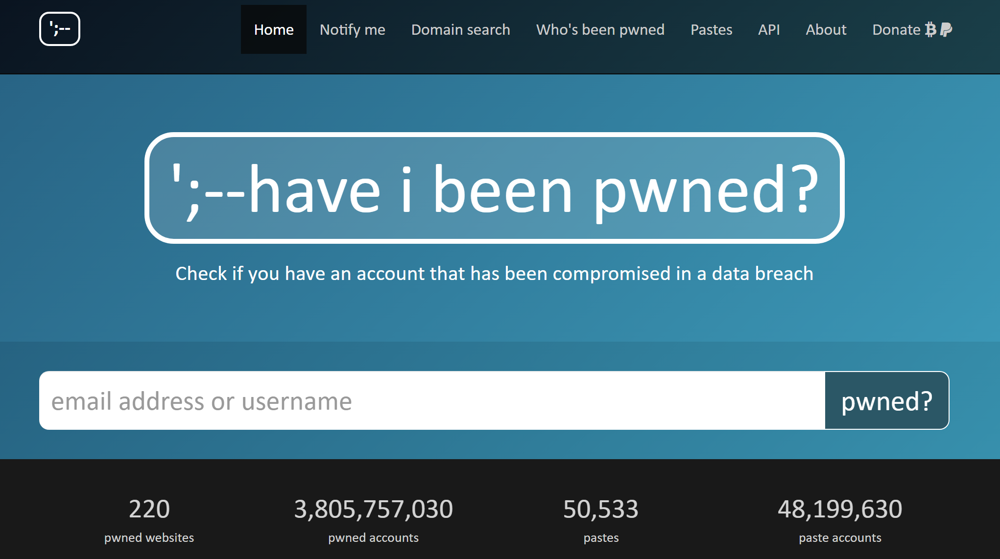 ';--
Home Notify me Domain search Who's been pwned Pastes API About Donate
';--have i been pwned?
Check if you have an account that has been compromised in a data breach
email address or username
pwned?
220 3,805,757,030 50,533 48,199,630
pwned websites pwned accounts pastes paste accounts